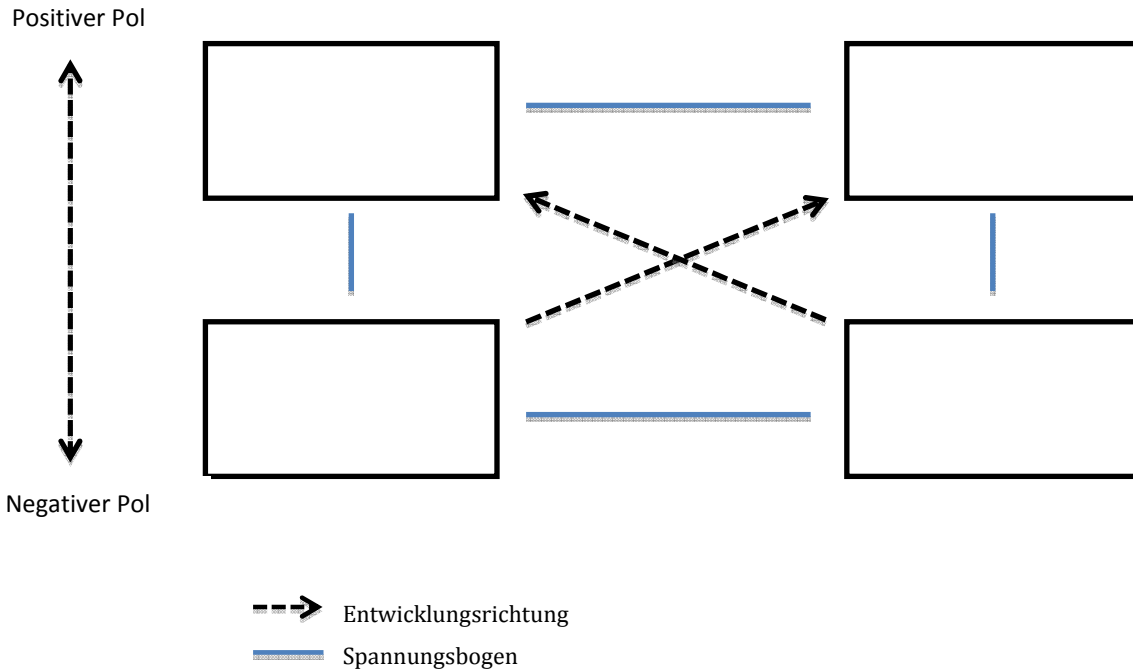 Positiver Pol
Negativer Pol
Entwicklungsrichtung
Spannungsbogen